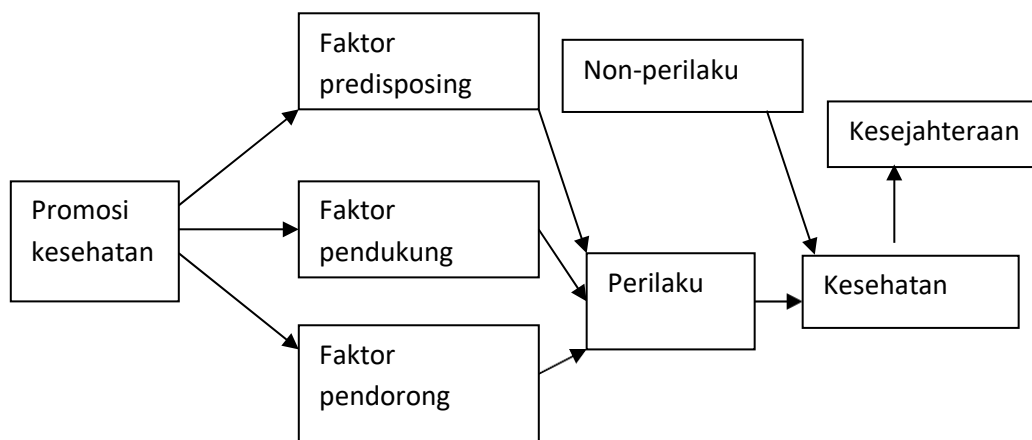 Promosi
kesehatan
Faktor
predisposing
Faktor
pendukung
Faktor
pendorong
Non-perilaku
Perilaku
Kesehatan
Kesejahteraan